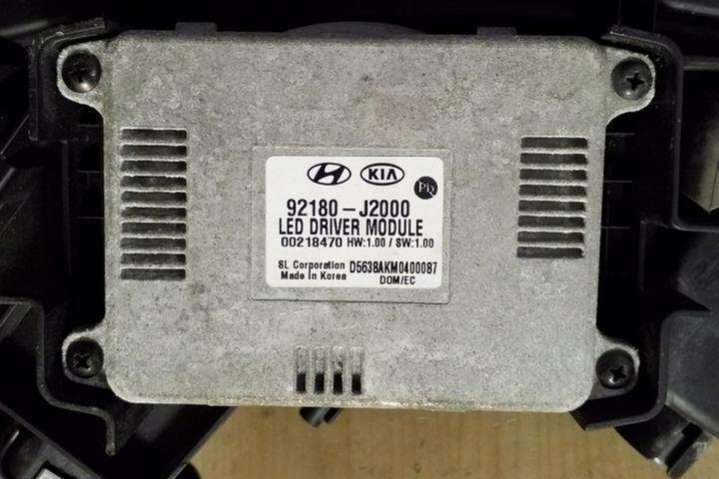 KIA
92180-J2000
LED DRIVER MODULE
00218470 HW:1.00 / SW:1.00
SL Corporation D5638AKM0400087
Made in Korea DOM/EC